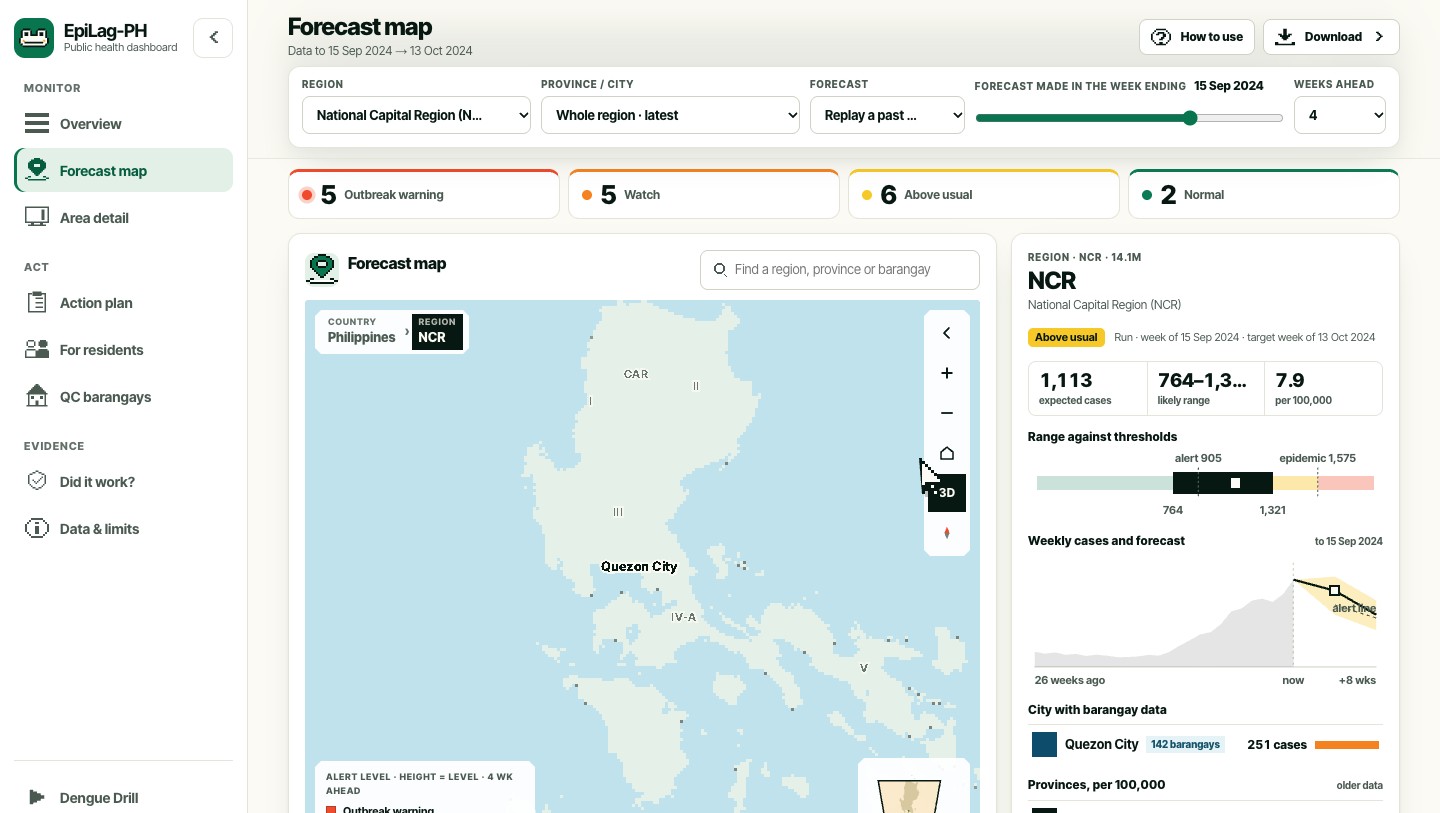 EpiLag-PH
Public health dashboard
MONITOR
Overview
Forecast map
Area detail
ACT
Action plan
For residents
QC barangays
EVIDENCE
Did it work?
Data & limits
Dengue Drill
Forecast map
Data to 15 Sep 2024 → 13 Oct 2024
How to use
Download
REGION
National Capital Region (N...
PROVINCE / CITY
Whole region · latest
FORECAST
Replay a past ...
FORECAST MADE IN THE WEEK ENDING 15 Sep 2024
WEEKS AHEAD
4
5 Outbreak warning
5 Watch
6 Above usual
2 Normal
Forecast map
Find a region, province or barangay
COUNTRY
Philippines
›
REGION
NCR
CAR
II
I
III
Quezon City
IV-A
V
3D
ALERT LEVEL · HEIGHT = LEVEL · 4 WK
AHEAD
Outbreak warning
REGION · NCR · 14.1M
NCR
National Capital Region (NCR)
Above usual Run · week of 15 Sep 2024 · target week of 13 Oct 2024
1,113
expected cases
764–1,3...
likely range
7.9
per 100,000
Range against thresholds
alert 905 epidemic 1,575
764 1,321
Weekly cases and forecast to 15 Sep 2024
alert line
26 weeks ago now +8 wks
City with barangay data
Quezon City 142 barangays 251 cases
Provinces, per 100,000 older data